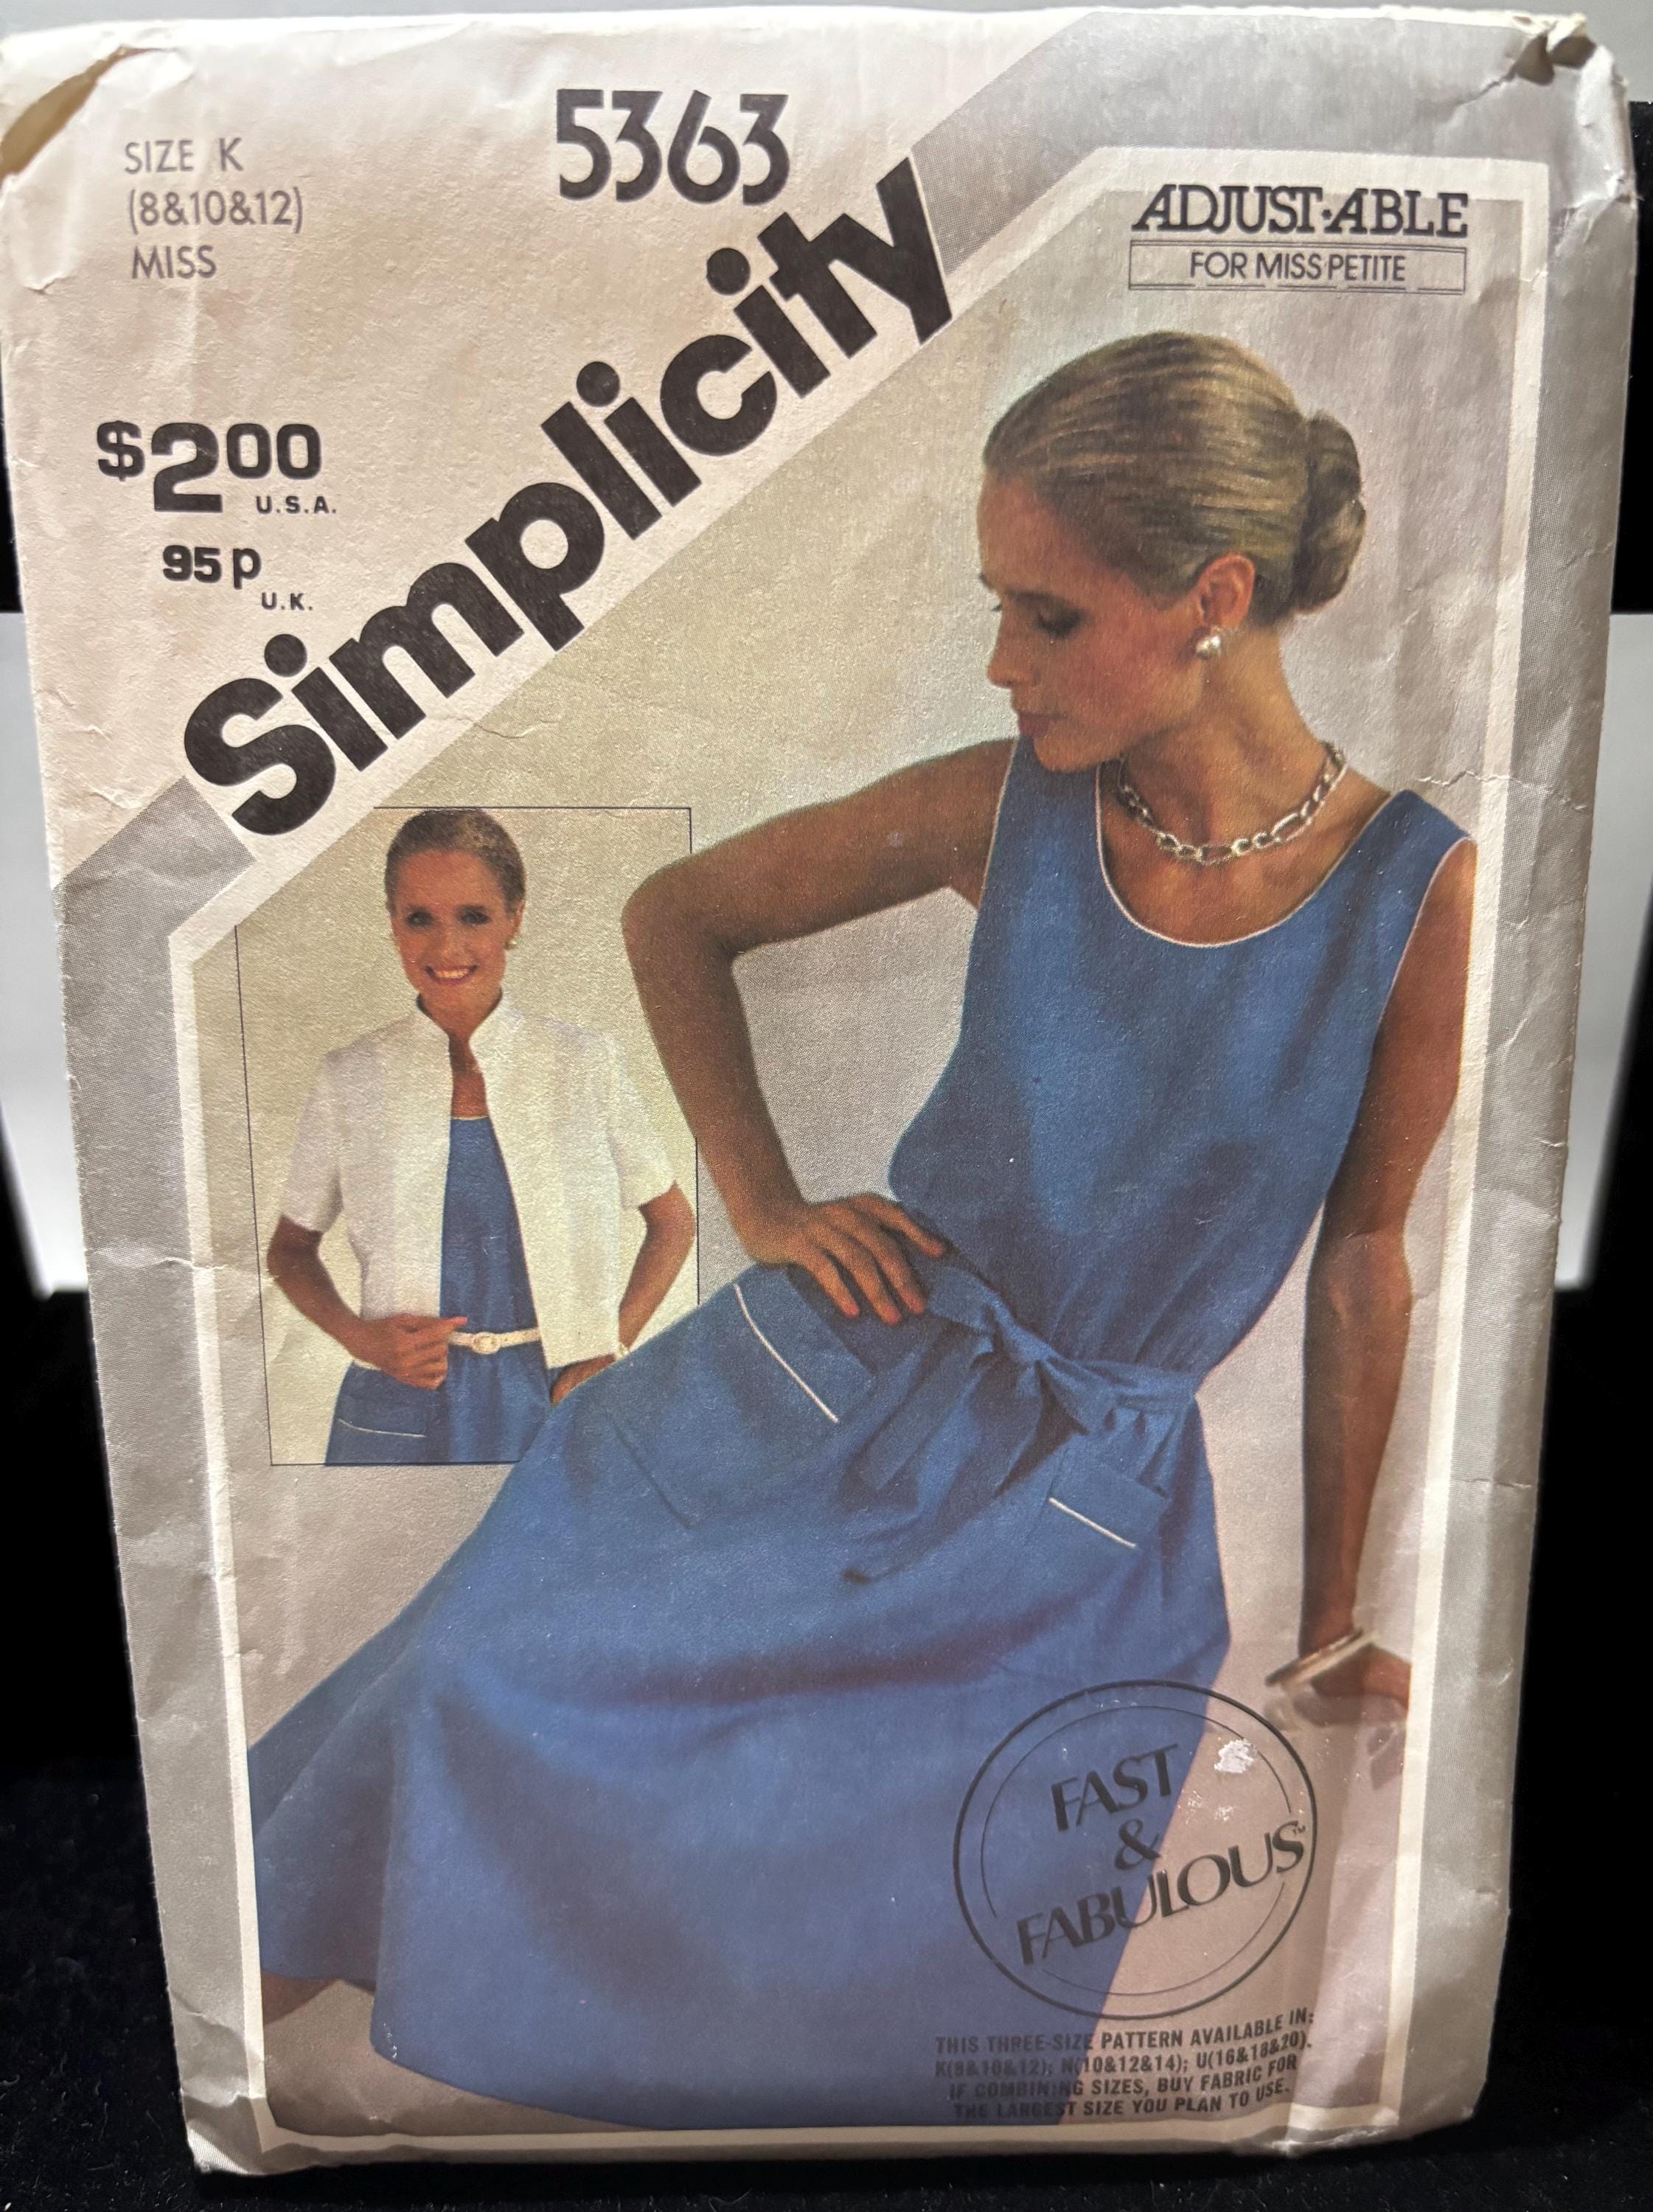 5363
SIZE K
(8&10&12)
MISS
ADJUST·ABLE
FOR MISS PETITE
$2 00
U.S.A.
95 p
U.K.
Simplicity
FAST
&
FABULOUS™
THIS THREE-SIZE PATTERN AVAILABLE IN:
K(8&10&12); N(10&12&14); U(16&18&20).
IF COMBINING SIZES, BUY FABRIC FOR
THE LARGEST SIZE YOU PLAN TO USE.